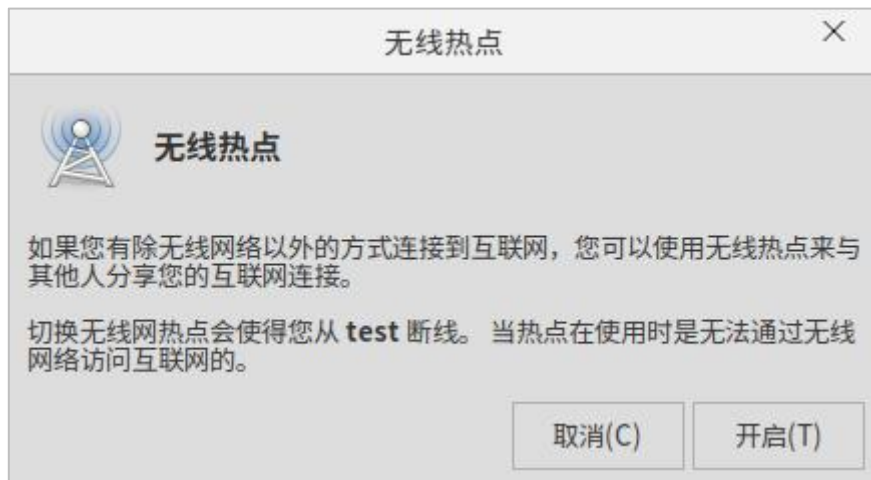 无线热点
无线热点
如果您有除无线网络以外的方式连接到互联网，您可以使用无线热点来与
其他人分享您的互联网连接。
切换无线网热点会使得您从 test 断线。 当热点在使用时是无法通过无线
网络访问互联网的。
取消(C) 开启(T)